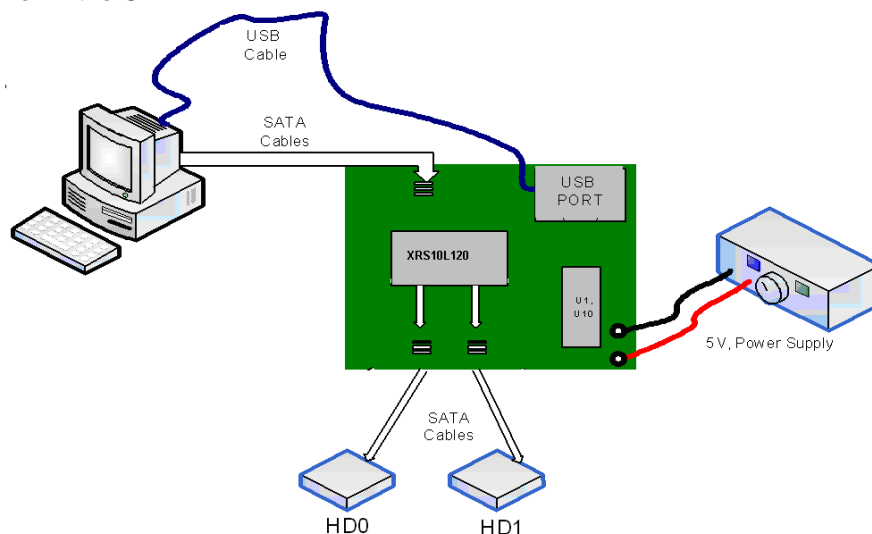 USB
Cable
SATA
Cables
USB
PORT
XRS10L120
U1,
U10
5V, Power Supply
SATA
Cables
HD0
HD1